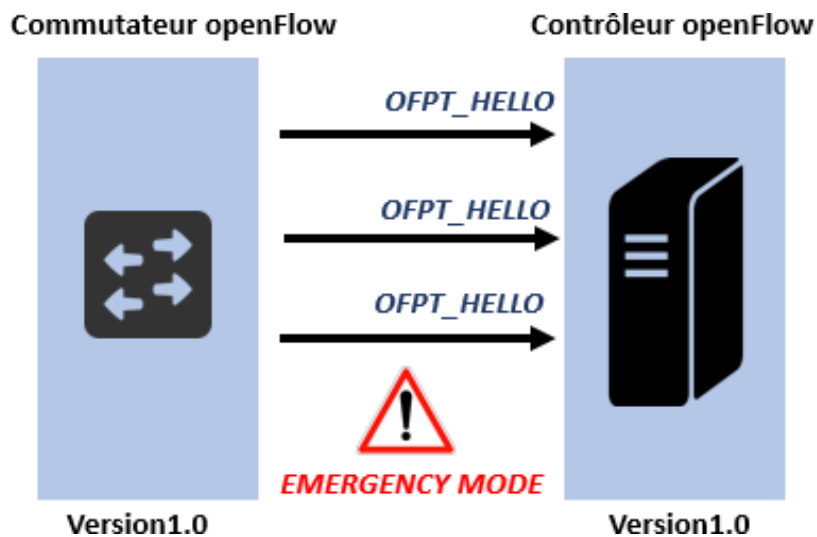 Commutateur openFlow
Contrôleur openFlow
OFPT_HELLO
OFPT_HELLO
OFPT_HELLO
EMERGENCY MODE
Version1.0
Version1.0